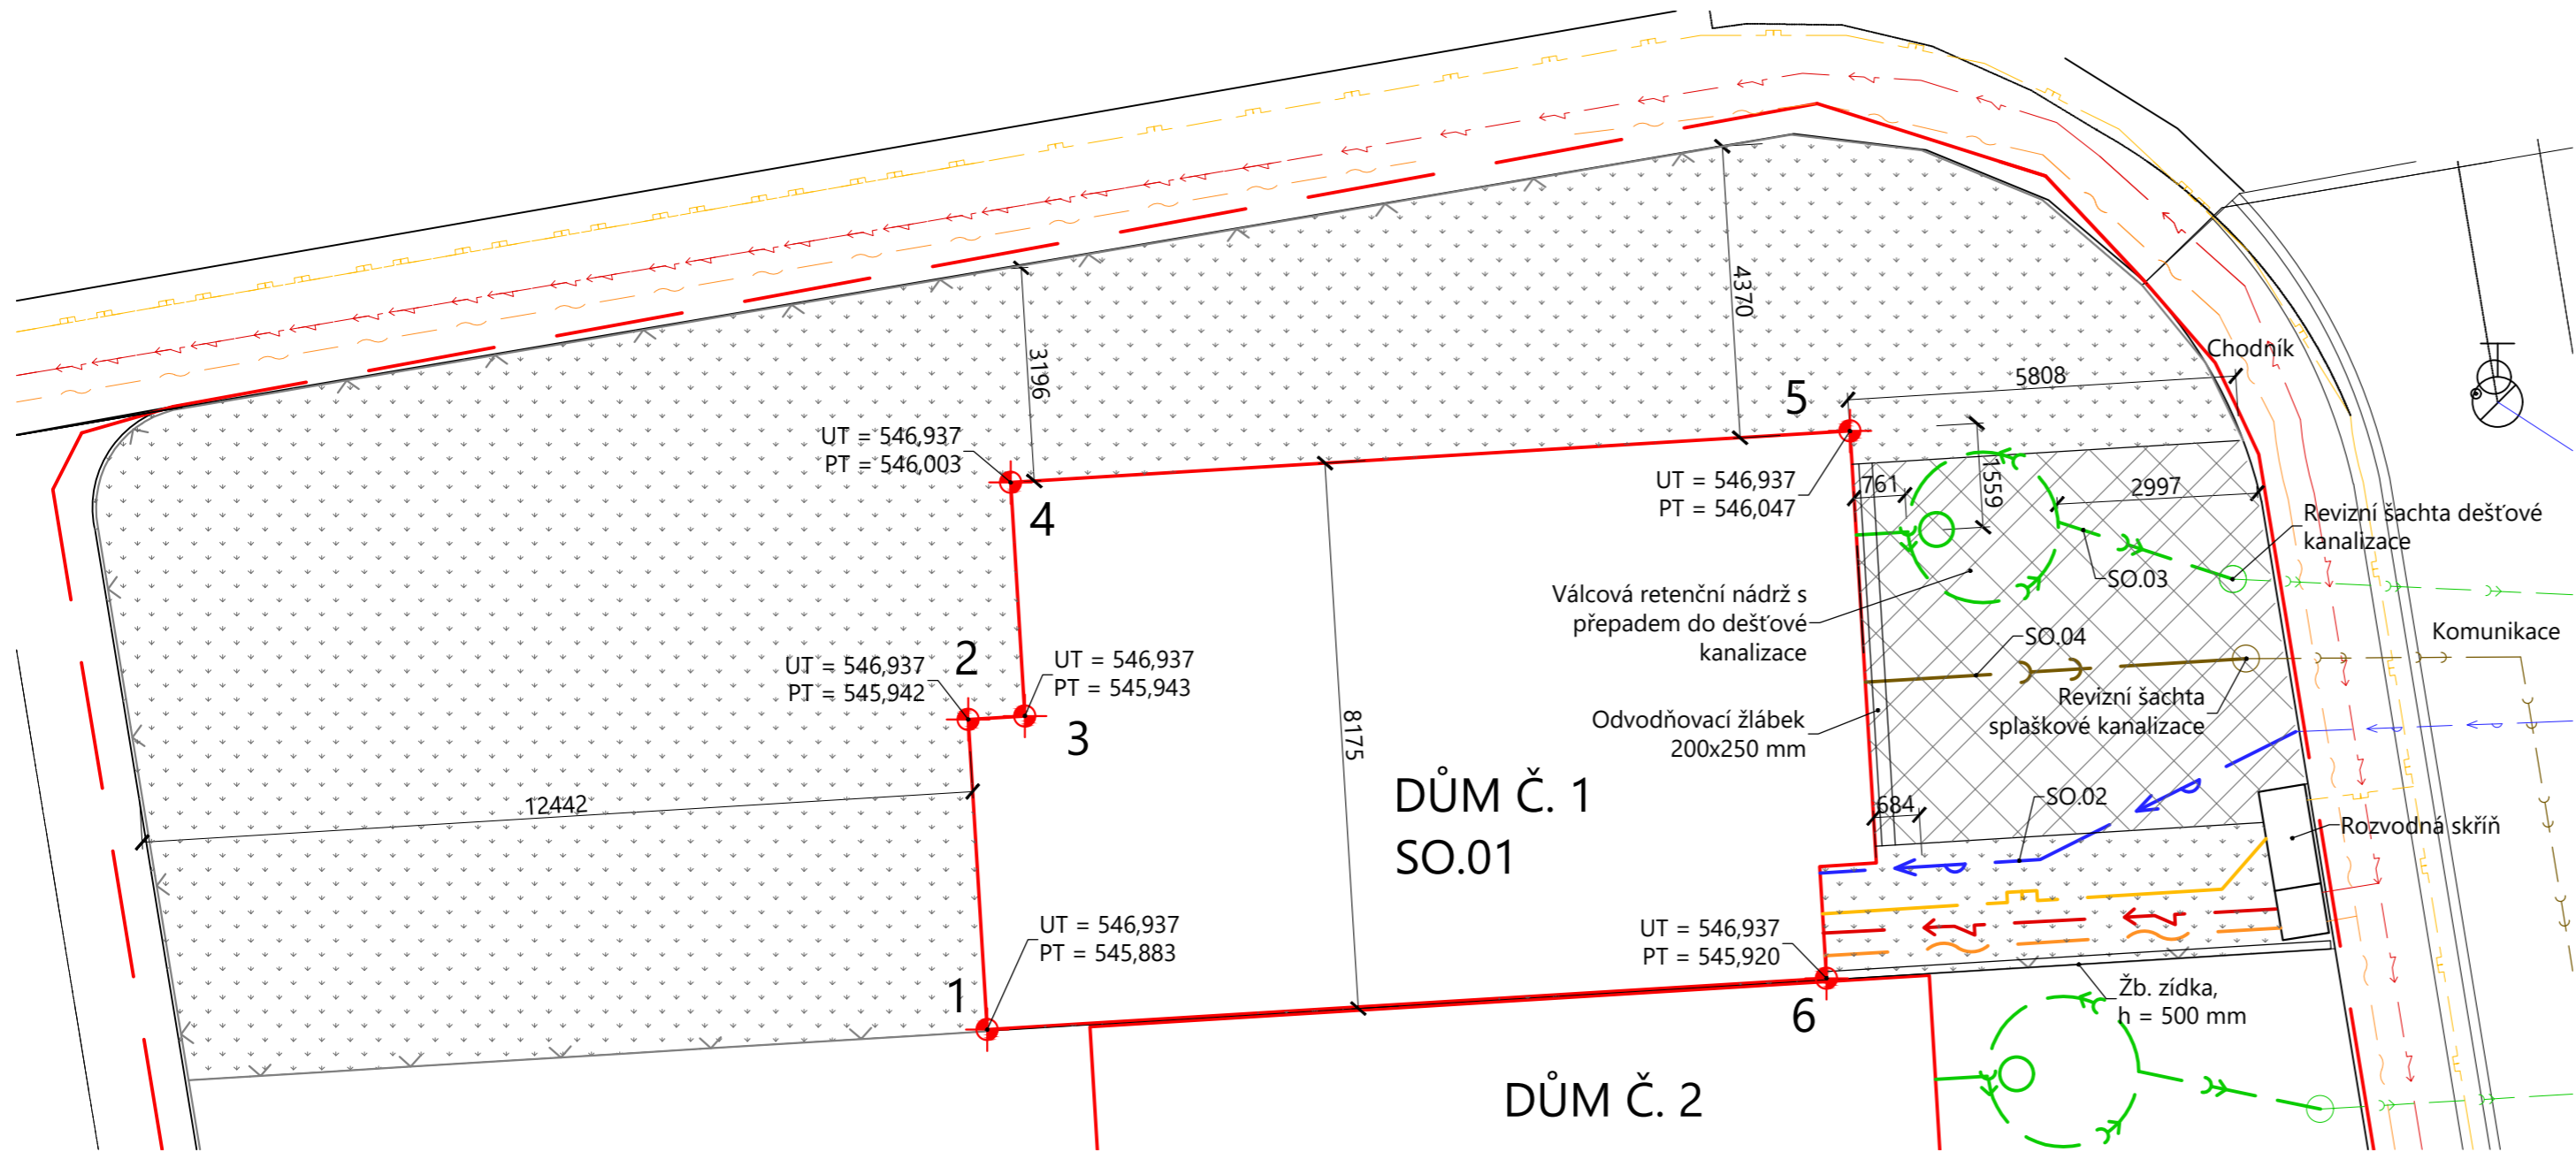 4370
Chodník
5808
3196
5
UT = 546,937
PT = 546,003
4
UT = 546,937
PT = 546,047
761
1559
2997
Revizní šachta dešťové
kanalizace
SO.03
Válcová retenční nádrž s
přepadem do dešťové
kanalizace
SO.04
Komunikace
2
UT = 546,937
PT = 545,942
UT = 546,937
PT = 545,943
3
Revizní šachta
splaškové kanalizace
Odvodňovací žlábek
200x250 mm
8175
12442
DŮM Č. 1
SO.01
684
SO.02
Rozvodná skříň
UT = 546,937
PT = 545,883
1
UT = 546,937
PT = 545,920
6
Žb. zídka,
h = 500 mm
DŮM Č. 2